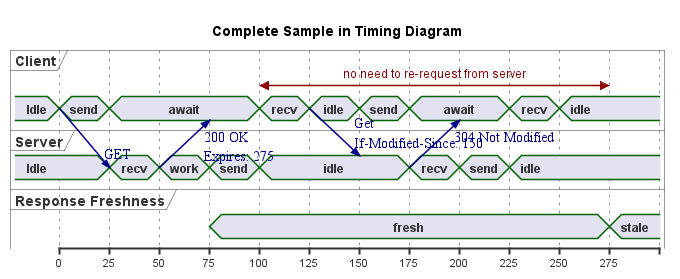 Complete Sample in Timing Diagram
Client
no need to re-request from server
Idle send await recv idle send await recv idle
Get
200 OK
If-Modified-Since: 150
304 Not Modified
Server
GET
Expires: 275
Idle recv work send idle recv send idle
Response Freshness
fresh stale
0 25 50 75 100 125 150 175 200 225 250 275